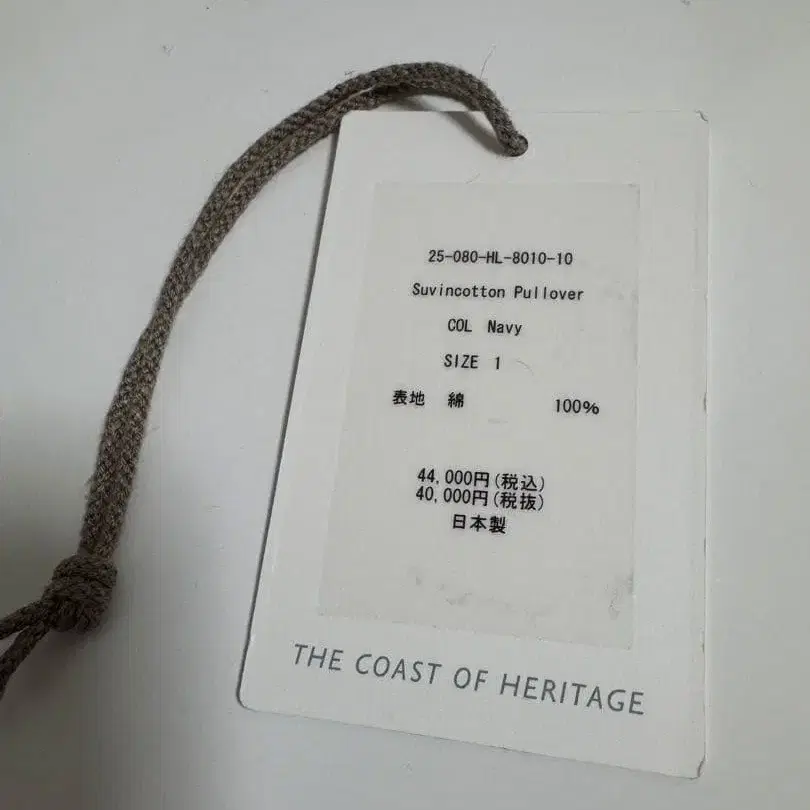 25-080-HL-8010-10
Suvincotton Pullover
COL Navy
SIZE 1
表地 綿 100%
44,000円(税込)
40,000円(税抜)
日本製
THE COAST OF HERITAGE